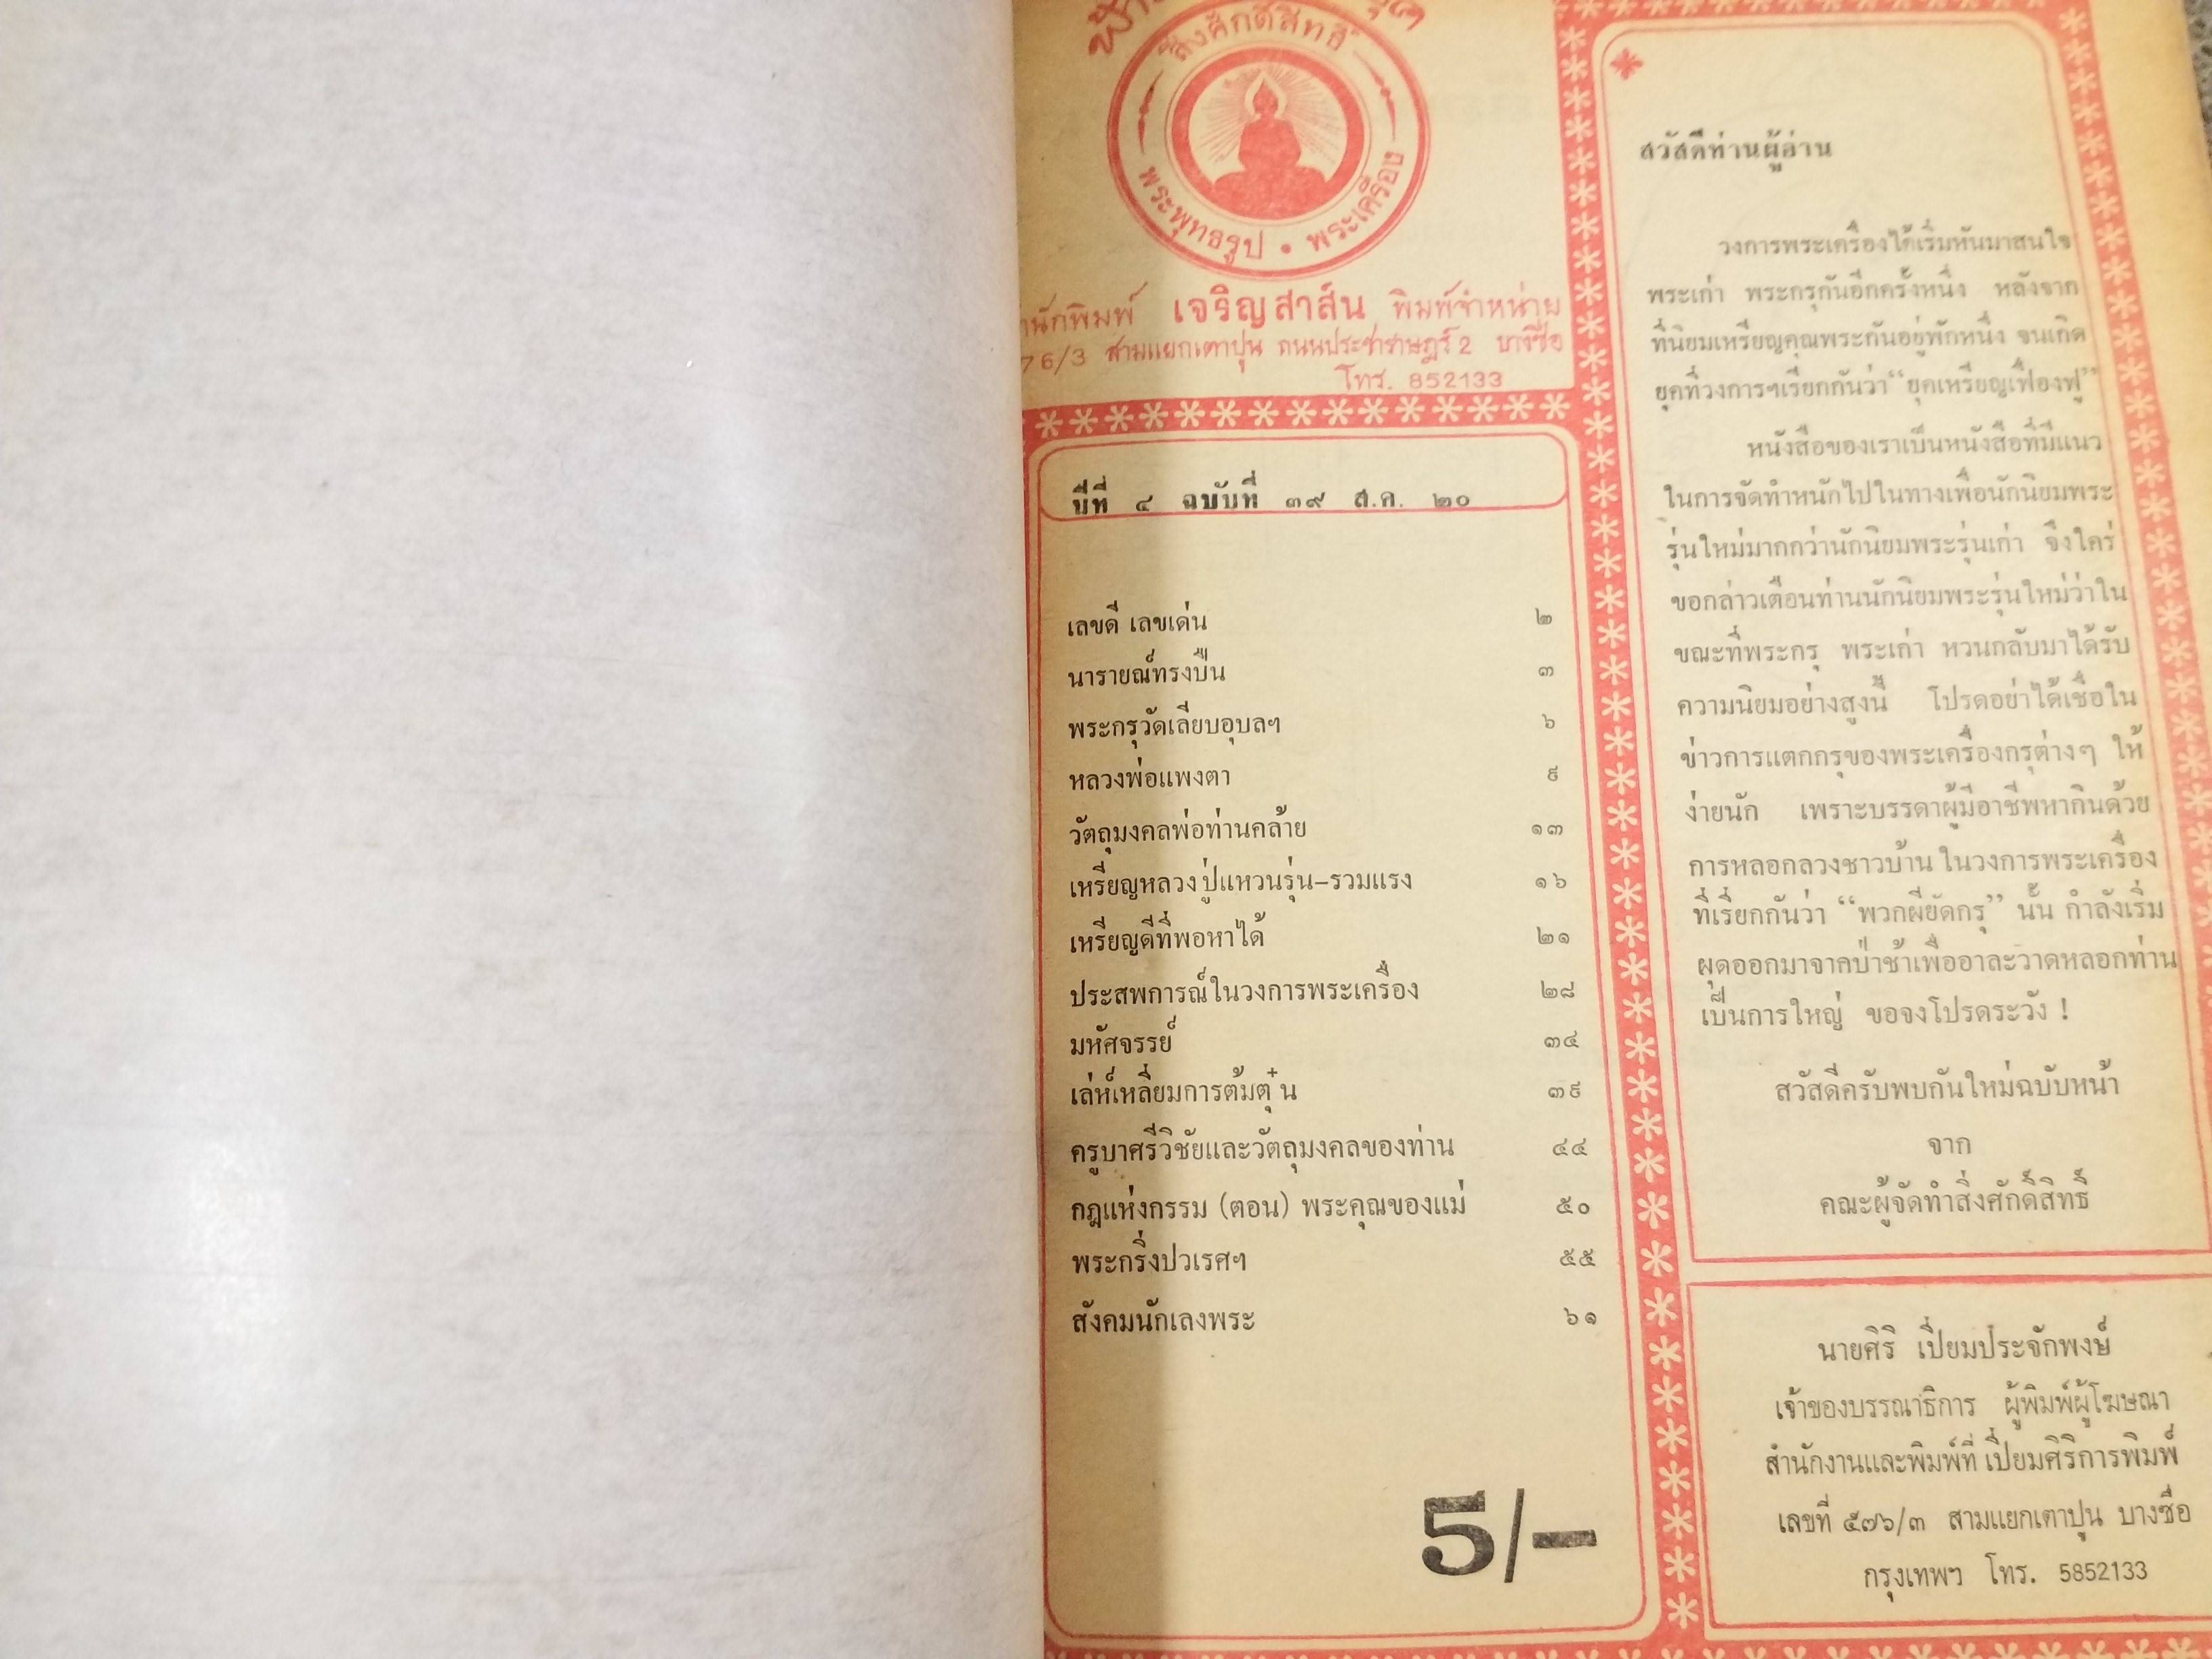 สิ่งศักดิ์สิทธิ์
พระพุทธรูป • พระเครื่อง
เจริญสาส์น พิมพ์จำหน่าย
76/3 สามแยกเตาปูน ถนนประชาราษฎร์ 2 บางซื่อ
โทร. 852133
ปีที่ ๔ ฉบับที่ ๓๙ ส.ค. ๒๐
เลขดี เลขเด่น ๒
นารายณ์ทรงปืน ๓
พระกรุวัดเลียบอุบลฯ ๖
หลวงพ่อแพงตา ๙
วัตถุมงคลพ่อท่านคล้าย ๑๓
เหรียญหลวงปู่แหวนรุ่น-รวมแรง ๑๖
เหรียญดีที่พอหาได้ ๒๑
ประสพการณ์ในวงการพระเครื่อง ๒๘
มหัศจรรย์ ๓๔
เล่ห์เหลี่ยมการต้มตุ๋น ๓๙
ครูบาศรีวิชัยและวัตถุมงคลของท่าน ๔๔
กฎแห่งกรรม (ตอน) พระคุณของแม่ ๕๐
พระกริ่งปวเรศฯ ๕๕
สังคมนักเลงพระ ๖๑
5/-
สวัสดีท่านผู้อ่าน
วงการพระเครื่องได้เริ่มหันมาสนใจ
พระเก่า พระกรุกันอีกครั้งหนึ่ง หลังจาก
ที่นิยมเหรียญคุณพระกันอยู่พักหนึ่ง จนเกิด
ยุคที่วงการฯเรียกกันว่า “ยุคเหรียญเฟื่องฟู”
หนังสือของเราเป็นหนังสือที่มีแนว
ในการจัดทำหนักไปในทางเพื่อนักนิยมพระ
รุ่นใหม่มากกว่านักนิยมพระรุ่นเก่า จึงใคร่
ขอกล่าวเตือนท่านนักนิยมพระรุ่นใหม่ว่าใน
ขณะที่พระกรุ พระเก่า หวนกลับมาได้รับ
ความนิยมอย่างสูงนี้ โปรดอย่าได้เชื่อใน
ข่าวการแตกกรุของพระเครื่องกรุต่างๆ ให้
ง่ายนัก เพราะบรรดาผู้มีอาชีพหากินด้วย
การหลอกลวงชาวบ้าน ในวงการพระเครื่อง
ที่เรียกกันว่า “พวกผียัดกรุ” นั้น กำลังเริ่ม
ผุดออกมาจากป่าช้าเพื่ออาละวาดหลอกท่าน
เป็นการใหญ่ ขอจงโปรดระวัง !
สวัสดีครับพบกันใหม่ฉบับหน้า
จาก
คณะผู้จัดทำสิ่งศักดิ์สิทธิ์
นายศิริ เปี่ยมประจักพงษ์
เจ้าของบรรณาธิการ ผู้พิมพ์ผู้โฆษณา
สำนักงานและพิมพ์ที่ เปี่ยมศิริการพิมพ์
เลขที่ ๕๗๖/๓ สามแยกเตาปูน บางซื่อ
กรุงเทพฯ โทร. 5852133